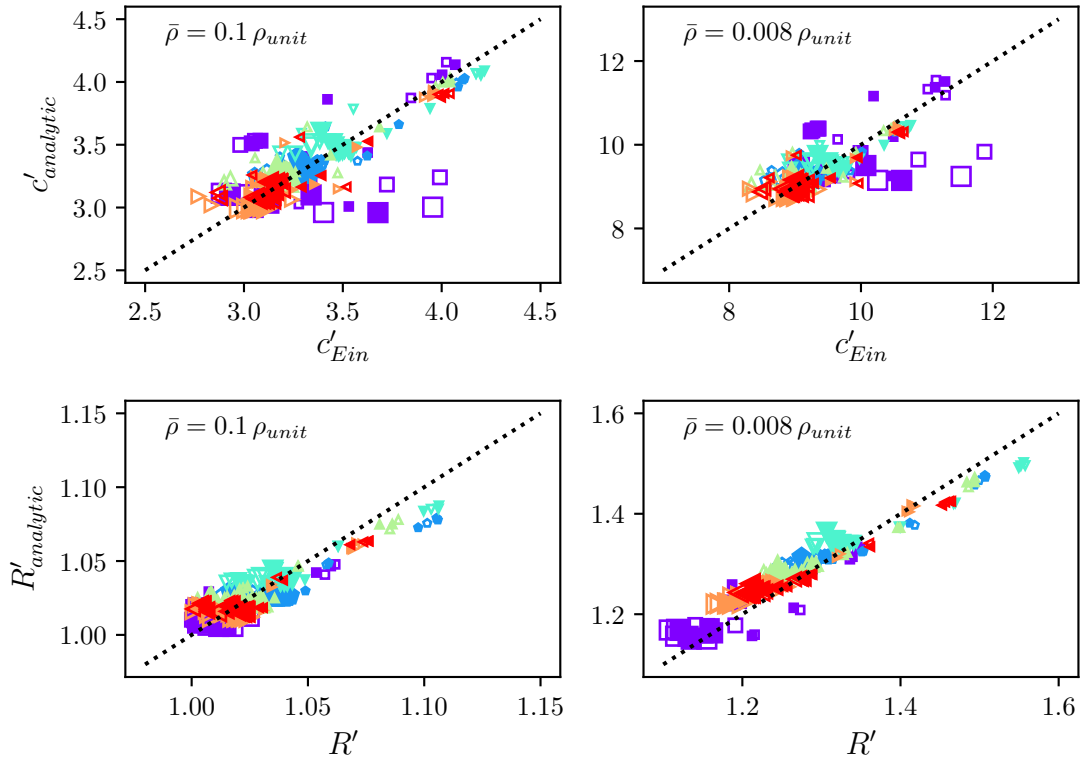 ρ̄ = 0.1 ρ_unit
4.5
4.0
3.5
3.0
2.5
c′_analytic
2.5 3.0 3.5 4.0 4.5
c′_Ein
ρ̄ = 0.008 ρ_unit
12
10
8
8 10 12
c′_Ein
ρ̄ = 0.1 ρ_unit
1.15
1.10
1.05
1.00
R′_analytic
1.00 1.05 1.10 1.15
R′
ρ̄ = 0.008 ρ_unit
1.6
1.4
1.2
1.2 1.4 1.6
R′